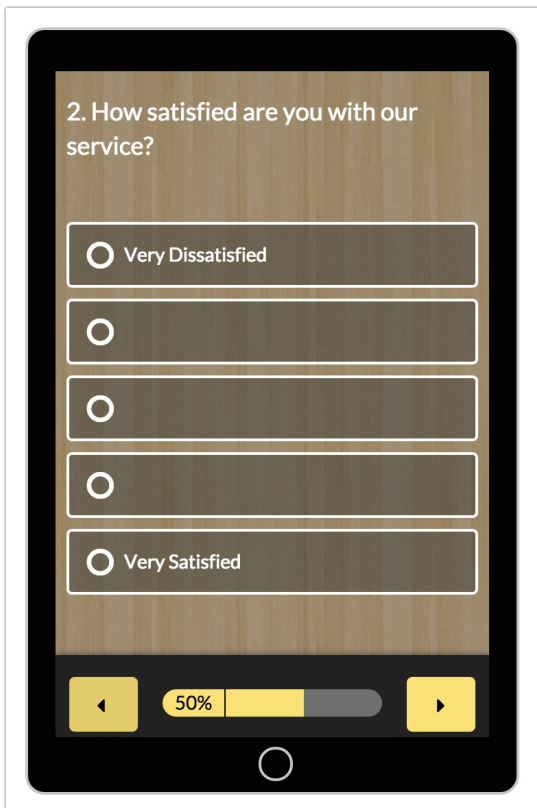 2. How satisfied are you with our
service?
Very Dissatisfied
Very Satisfied
50%